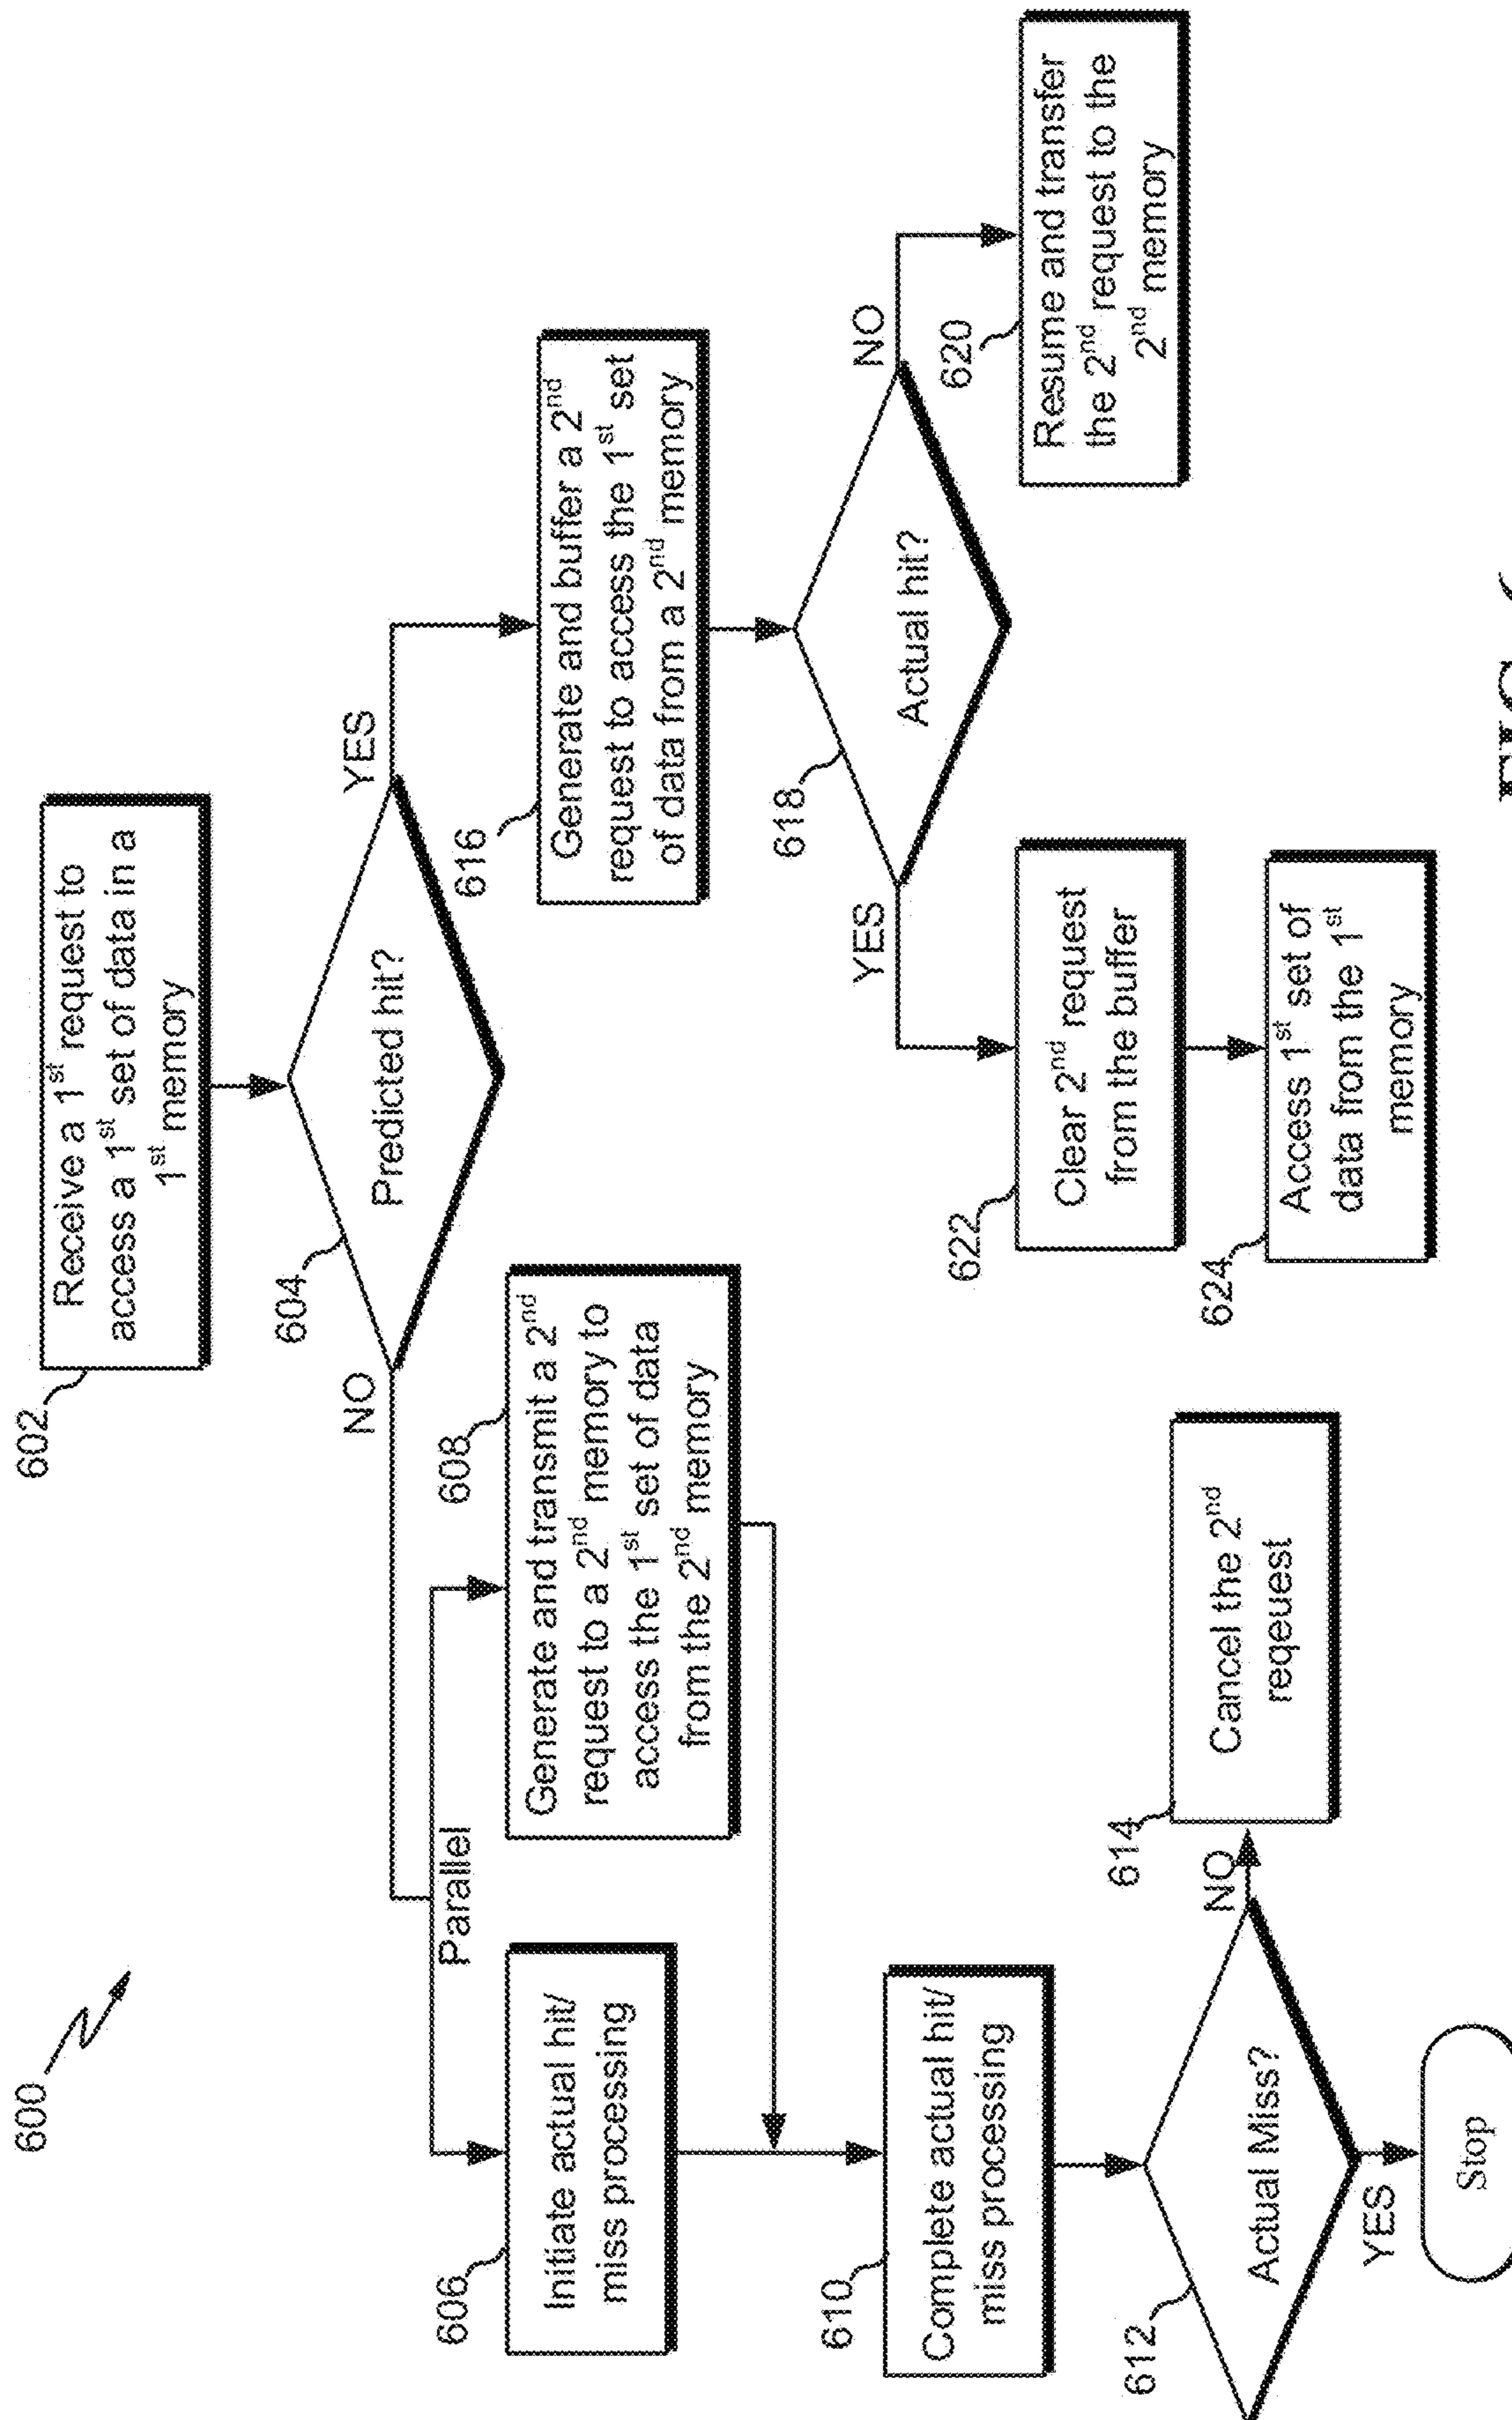 600
602
Receive a 1st request to
access a 1st set of data in a
1st memory
604
Predicted hit?
NO
YES
Parallel
606
Initiate actual hit/
miss processing
608
Generate and transmit a 2nd
request to a 2nd memory to
access the 1st set of data
from the 2nd memory
616
Generate and buffer a 2nd
request to access the 1st set
of data from a 2nd memory
610
Complete actual hit/
miss processing
618
Actual hit?
YES
NO
612
Actual Miss?
NO
YES
614
Cancel the 2nd
reqeuest
622
Clear 2nd request
from the buffer
620
Resume and transfer
the 2nd request to the
2nd memory
624
Access 1st set of
data from the 1st
memory
Stop